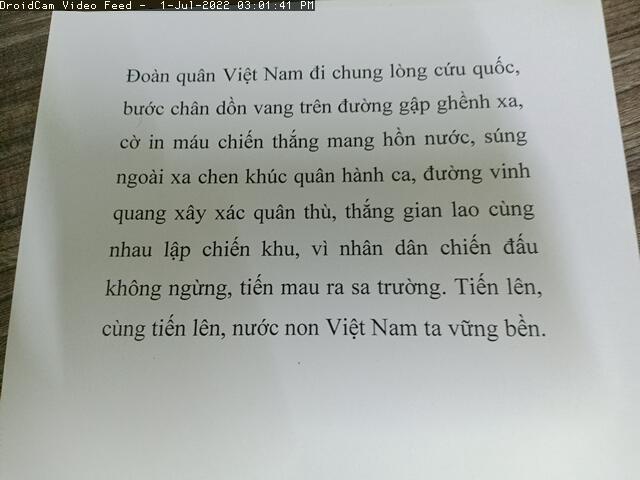 DroidCam Video Feed - 1-Jul-2022 03:01:41 PM
Đoàn quân Việt Nam đi chung lòng cứu quốc,
bước chân dồn vang trên đường gập ghềnh xa,
cờ in máu chiến thắng mang hồn nước, súng
ngoài xa chen khúc quân hành ca, đường vinh
quang xây xác quân thù, thắng gian lao cùng
nhau lập chiến khu, vì nhân dân chiến đấu
không ngừng, tiến mau ra sa trường. Tiến lên,
cùng tiến lên, nước non Việt Nam ta vững bền.